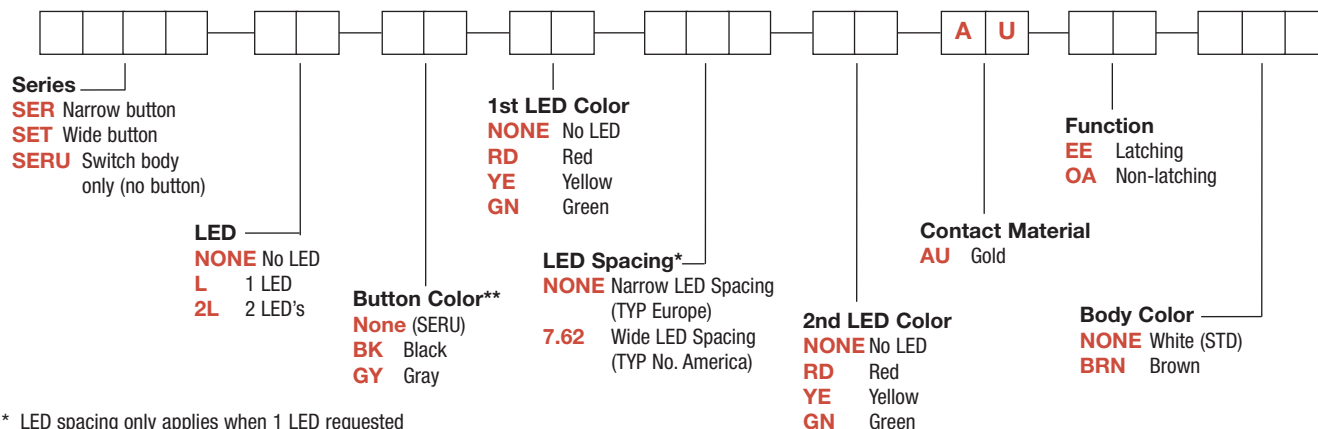 A U
Series
SER Narrow button
SET Wide button
SERU Switch body
only (no button)
LED
NONE No LED
L 1 LED
2L 2 LED's
Button Color**
None (SERU)
BK Black
GY Gray
1st LED Color
NONE No LED
RD Red
YE Yellow
GN Green
LED Spacing*
NONE Narrow LED Spacing
(TYP Europe)
7.62 Wide LED Spacing
(TYP No. America)
2nd LED Color
NONE No LED
RD Red
YE Yellow
GN Green
Contact Material
AU Gold
Function
EE Latching
OA Non-latching
Body Color
NONE White (STD)
BRN Brown
* LED spacing only applies when 1 LED requested